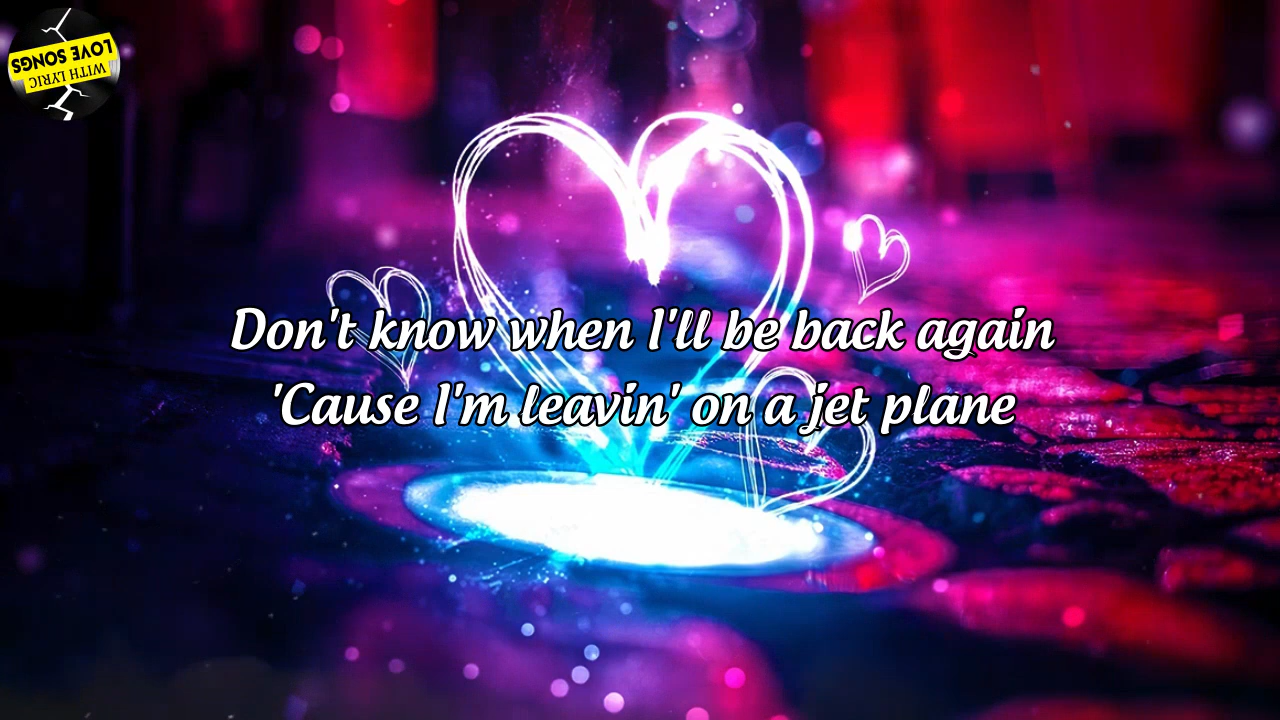 LOVE SONGS
WITH LYRIC
Don't know when I'll be back again
'Cause I'm leavin' on a jet plane